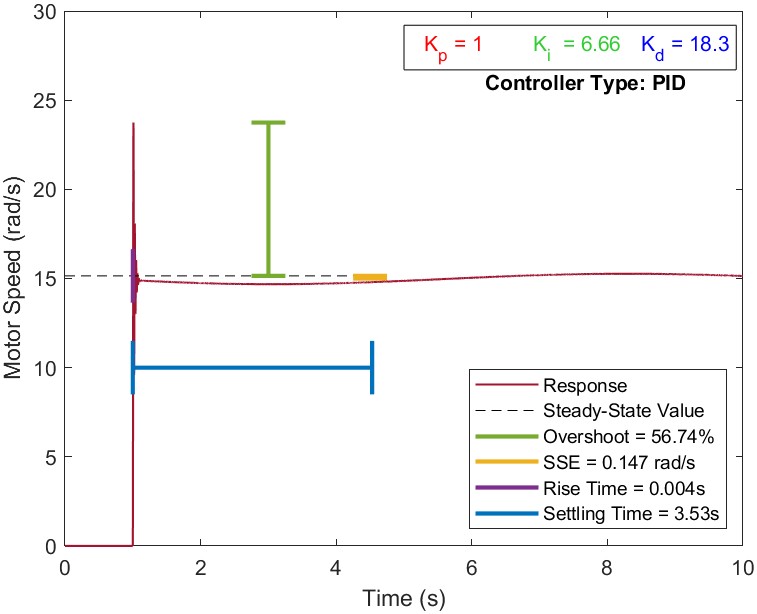 30
25
20
15
10
5
0
0 2 4 6 8 10
Motor Speed (rad/s)
Time (s)
Kp = 1 Ki = 6.66 Kd = 18.3
Controller Type: PID
Response
Steady-State Value
Overshoot = 56.74%
SSE = 0.147 rad/s
Rise Time = 0.004s
Settling Time = 3.53s